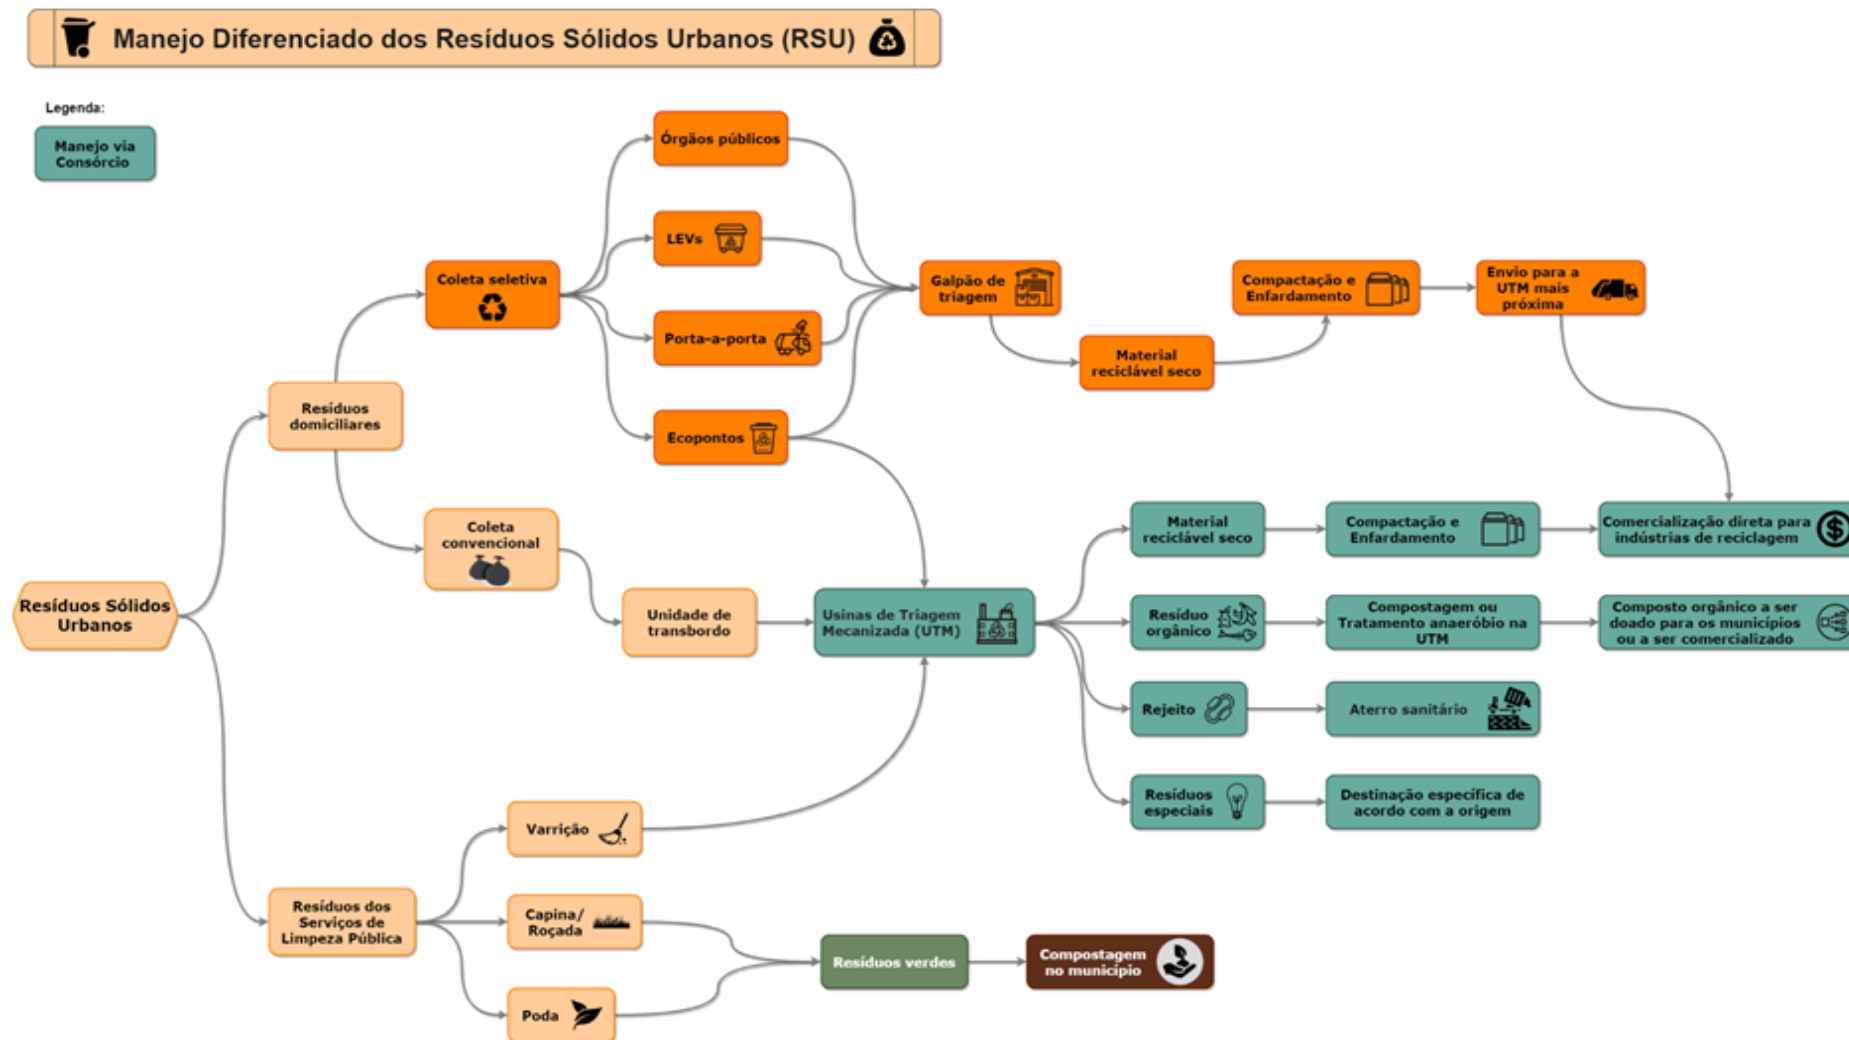 Manejo Diferenciado dos Resíduos Sólidos Urbanos (RSU)
Legenda:
Manejo via
Consórcio
Órgãos públicos
LEVs
Porta-a-porta
Ecopontos
Coleta seletiva
Galpão de
triagem
Material
reciclável seco
Compactação e
Enfardamento
Envio para a
UTM mais
próxima
Resíduos
domiciliares
Coleta
convencional
Resíduos Sólidos
Urbanos
Unidade de
transbordo
Usinas de Triagem
Mecanizada (UTM)
Material
reciclável seco
Compactação e
Enfardamento
Comercialização direta para
indústrias de reciclagem
Resíduo
orgânico
Compostagem ou
Tratamento anaeróbio na
UTM
Composto orgânico a ser
doado para os municípios
ou a ser comercializado
Rejeito
Aterro sanitário
Resíduos
especiais
Destinação específica de
acordo com a origem
Resíduos dos
Serviços de
Limpeza Pública
Varrição
Capina/
Roçada
Poda
Resíduos verdes
Compostagem
no município